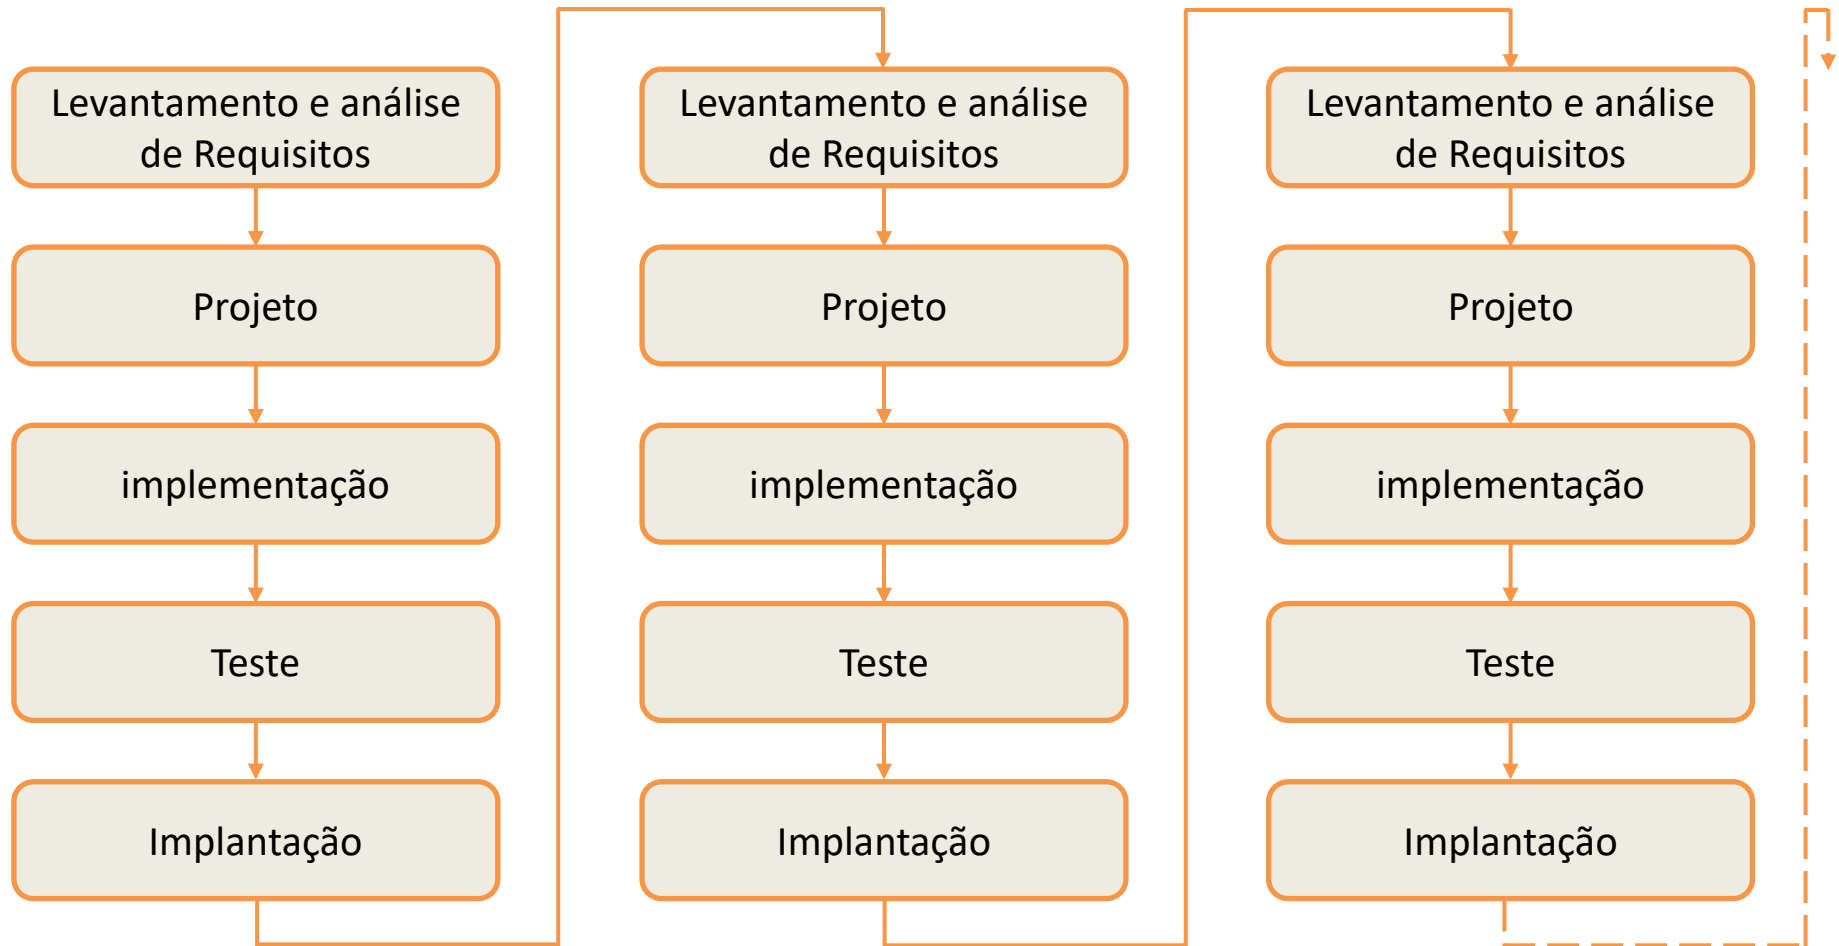 Levantamento e análise
de Requisitos
Projeto
implementação
Teste
Implantação
Levantamento e análise
de Requisitos
Projeto
implementação
Teste
Implantação
Levantamento e análise
de Requisitos
Projeto
implementação
Teste
Implantação